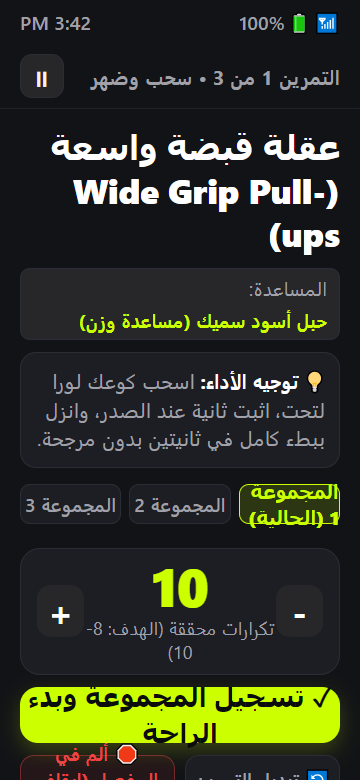 3:42 PM
100%
التمرين 1 من 3 • سحب وضهر
عقلة قبضة واسعة
(Wide Grip Pull-
ups)
المساعدة:
حبل أسود سميك (مساعدة وزن)
توجيه الأداء: اسحب كوعك لورا
لتحت، اثبت ثانية عند الصدر، وانزل
ببطء كامل في ثانيتين بدون مرجحة.
المجموعة
1 (الحالية)
المجموعة 2
المجموعة 3
-
10
+
تكرارات محققة (الهدف: 8-
10)
✓ تسجيل المجموعة وبدء
الراحة
ألم في